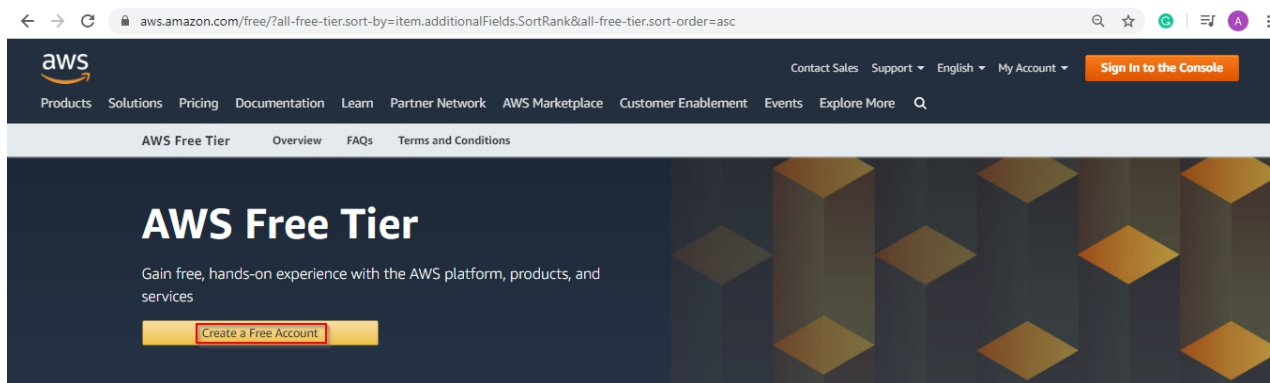 aws.amazon.com/free/?all-free-tier.sort-by=item.additionalFields.SortRank&all-free-tier.sort-order=asc
A
aws
Contact Sales Support English My Account Sign In to the Console
Products Solutions Pricing Documentation Learn Partner Network AWS Marketplace Customer Enablement Events Explore More
AWS Free Tier Overview FAQs Terms and Conditions
AWS Free Tier
Gain free, hands-on experience with the AWS platform, products, and
services
Create a Free Account